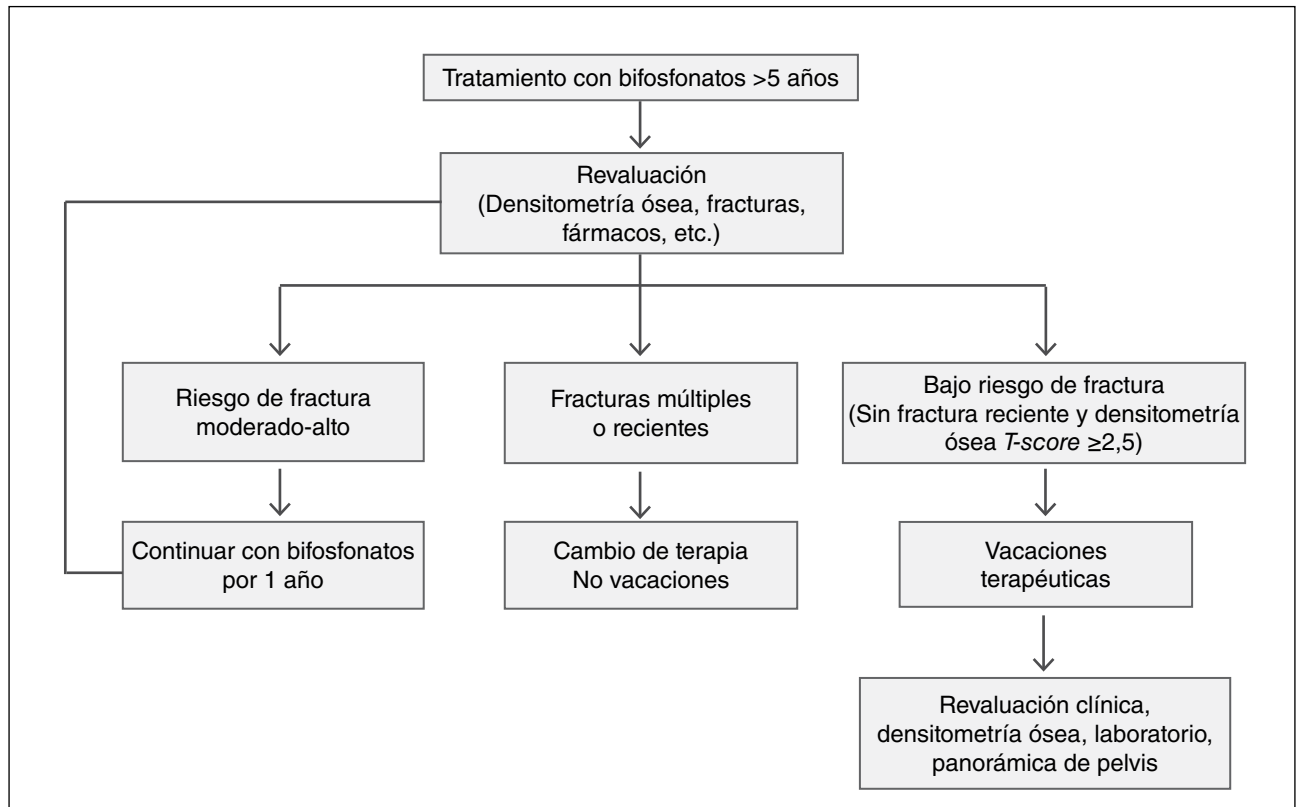 Tratamiento con bifosfonatos >5 años
Revaluación
(Densitometría ósea, fracturas,
fármacos, etc.)
Riesgo de fractura
moderado-alto
Fracturas múltiples
o recientes
Bajo riesgo de fractura
(Sin fractura reciente y densitometría
ósea T-score ≥2,5)
Continuar con bifosfonatos
por 1 año
Cambio de terapia
No vacaciones
Vacaciones
terapéuticas
Revaluación clínica,
densitometría ósea, laboratorio,
panorámica de pelvis